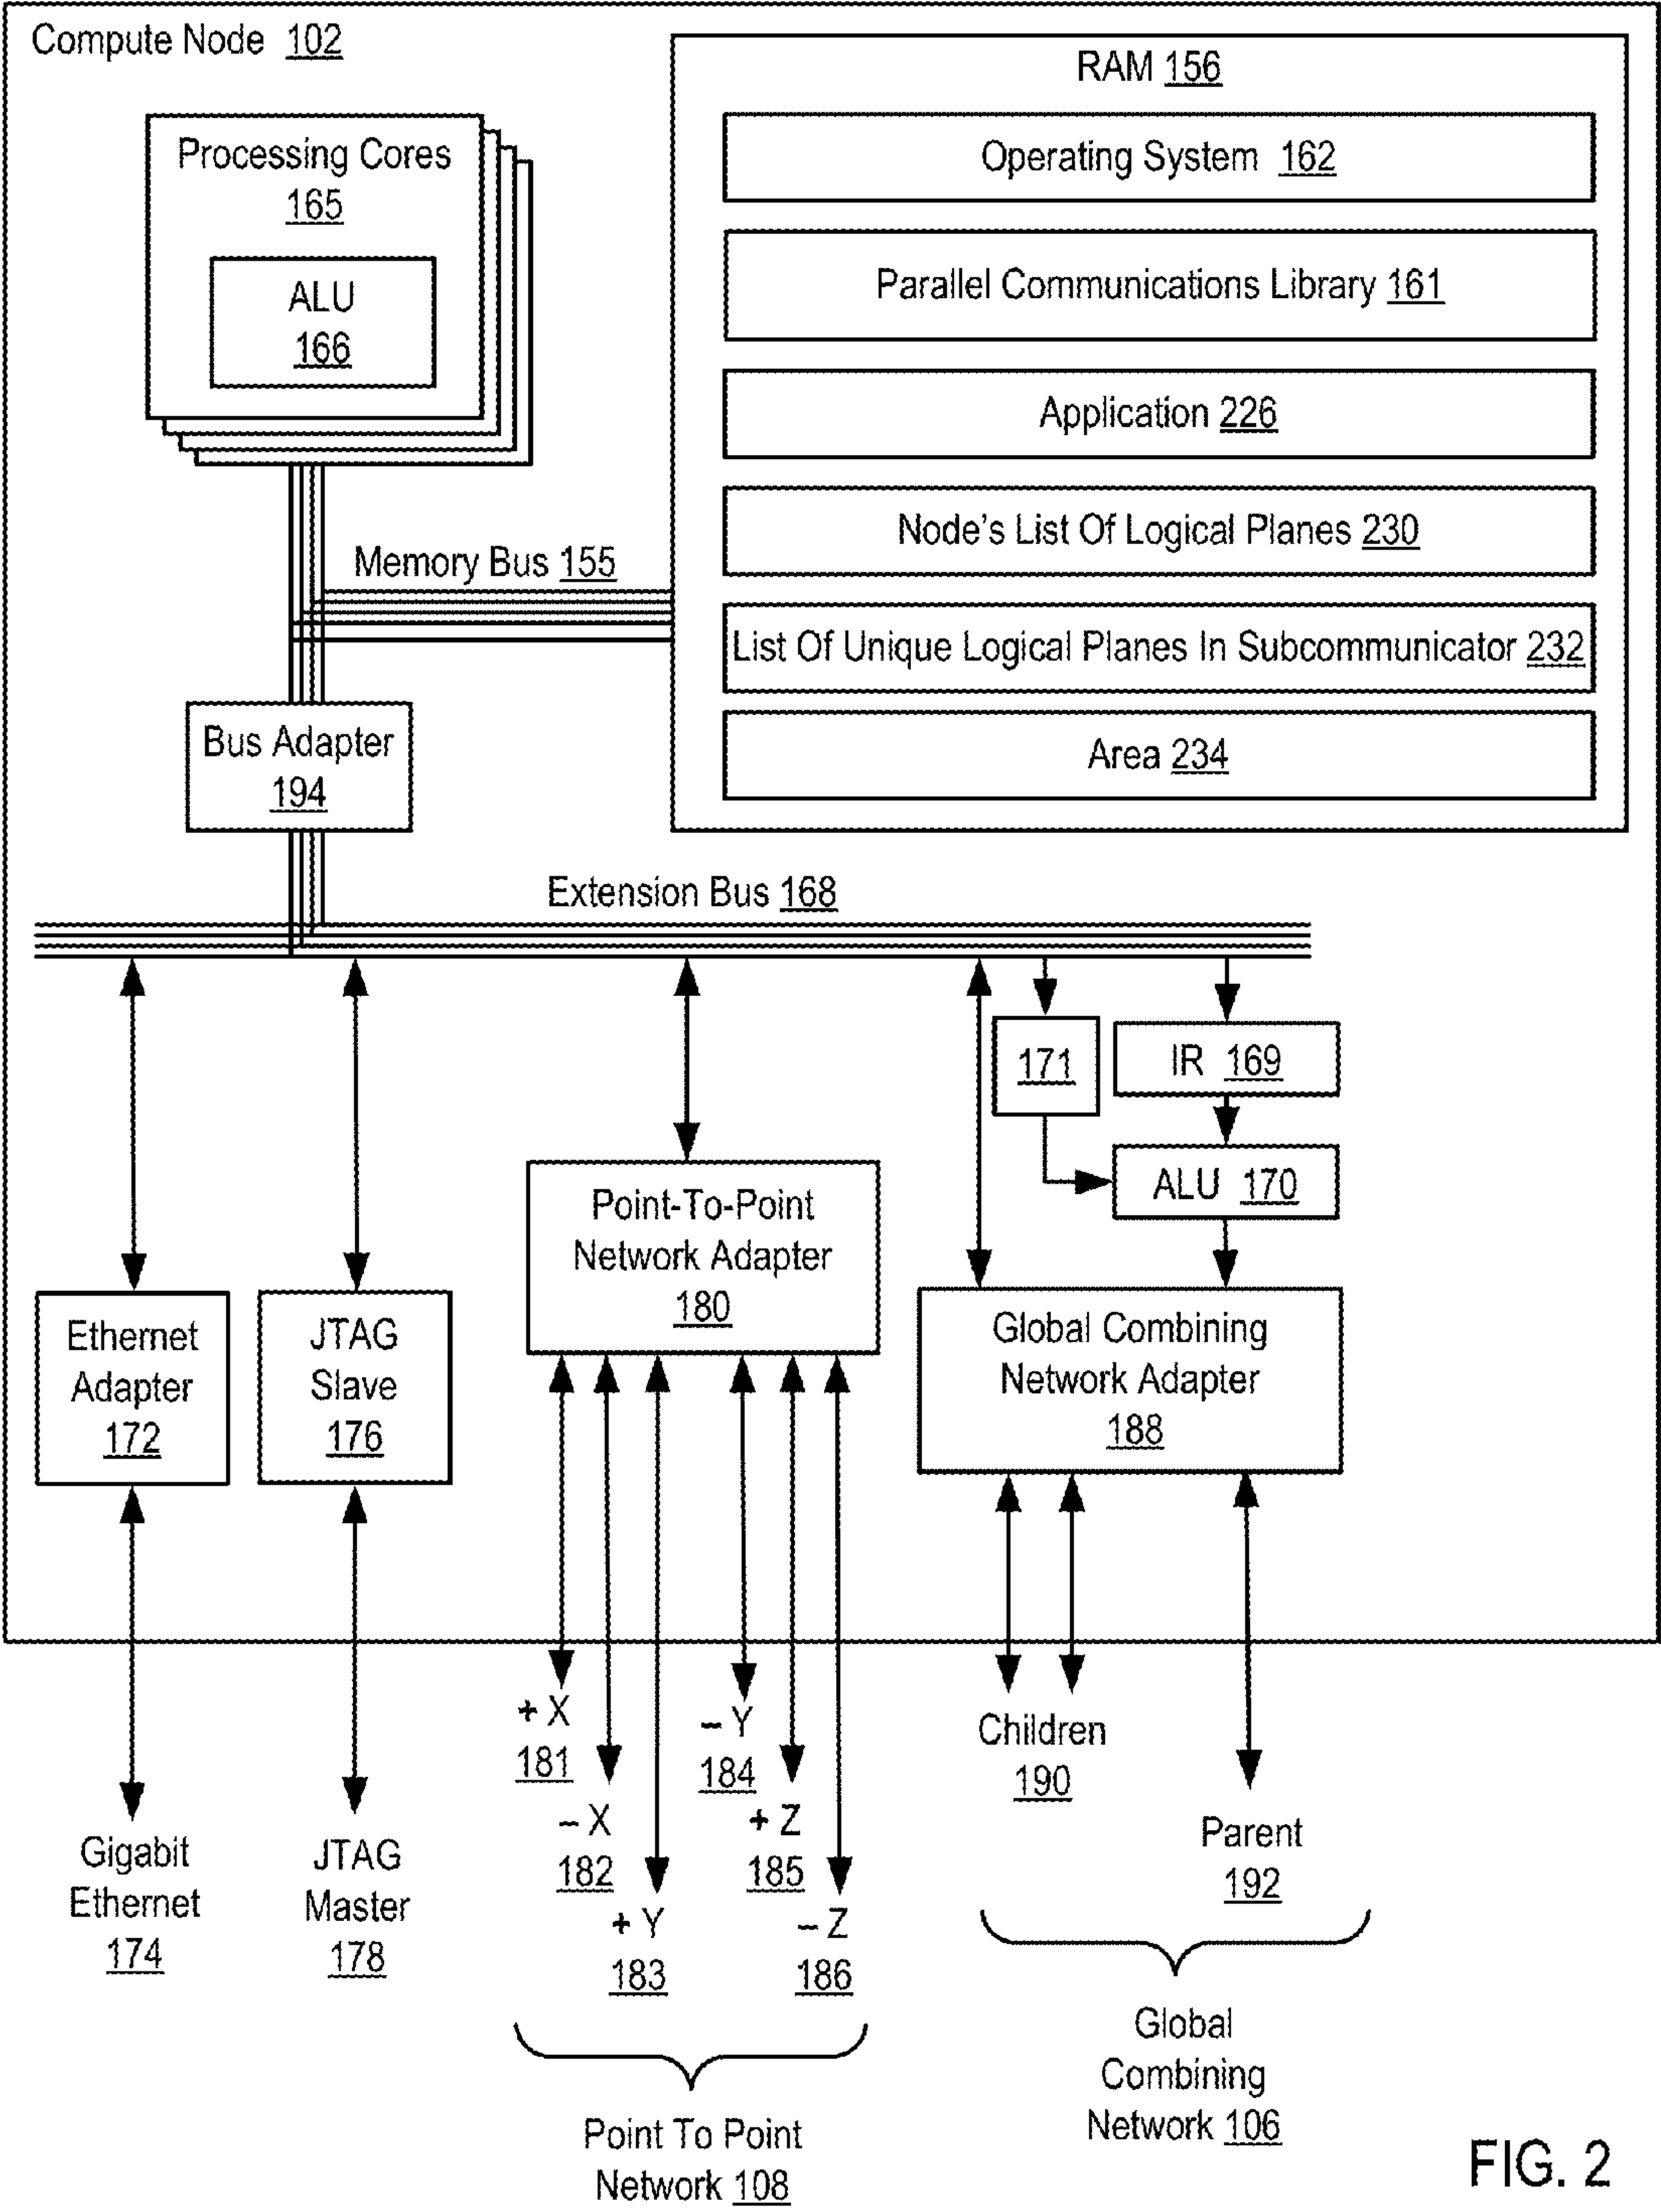 Compute Node 102
RAM 156
Processing Cores
165
ALU
166
Operating System 162
Parallel Communications Library 161
Application 226
Node's List Of Logical Planes 230
List Of Unique Logical Planes In Subcommunicator 232
Area 234
Memory Bus 155
Bus Adapter
194
Extension Bus 168
171
IR 169
ALU 170
Point-To-Point
Network Adapter
180
Ethernet
Adapter
172
JTAG
Slave
176
Global Combining
Network Adapter
188
+ X
181
– X
182
+ Y
183
– Y
184
+ Z
185
– Z
186
Children
190
Parent
192
Gigabit
Ethernet
174
JTAG
Master
178
Point To Point
Network 108
Global
Combining
Network 106
FIG. 2